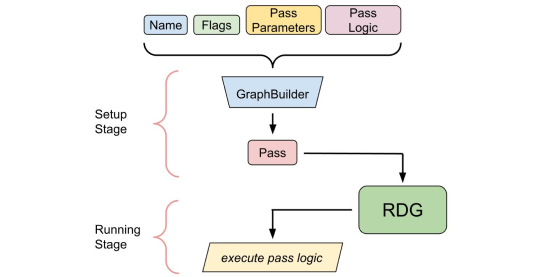 Name
Flags
Pass
Parameters
Pass
Logic
GraphBuilder
Setup
Stage
Pass
RDG
Running
Stage
execute pass logic